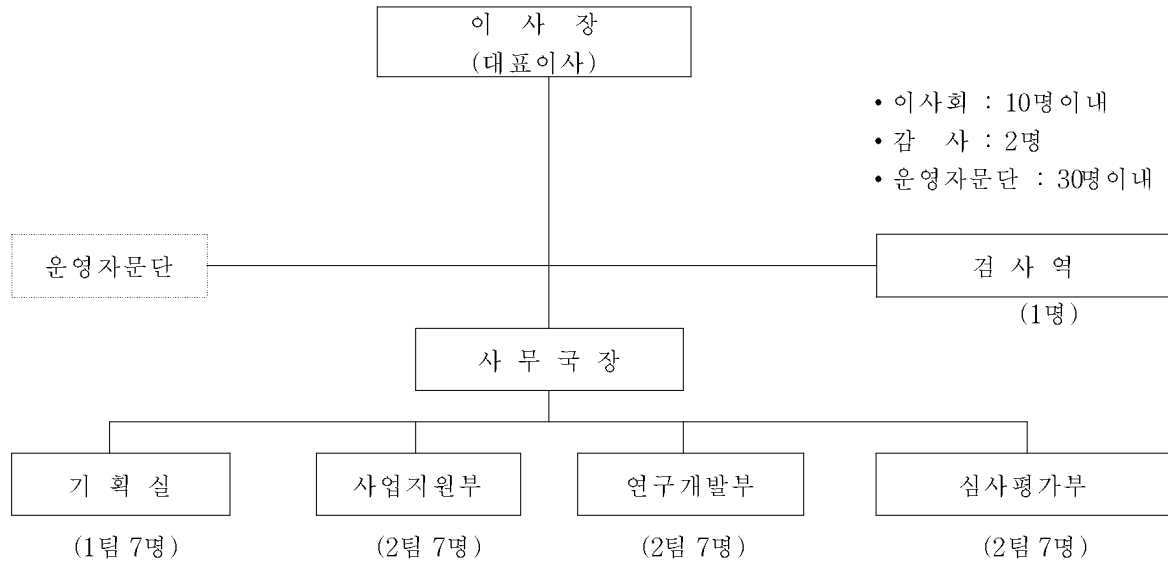 이 사 장
(대표이사)
• 이사회 : 10명이내
• 감 사 : 2명
• 운영자문단 : 30명이내
운영자문단
검 사 역
(1명)
사 무 국 장
기 획 실
사업지원부
연구개발부
심사평가부
(1팀 7명)
(2팀 7명)
(2팀 7명)
(2팀 7명)